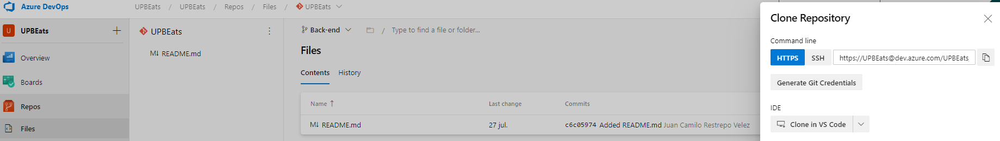 Azure DevOps
UPBEats / UPBEats / Repos / Files / UPBEats
UPBEats
Overview
Boards
Repos
Files
UPBEats
README.md
Back-end / Type to find a file or folder...
Files
Contents History
Name ↑ Last change Commits
README.md 27 jul. c6c05974 Added README.md Juan Camilo Restrepo Velez
Clone Repository
Command line
HTTPS SSH https://UPBEats@dev.azure.com/UPBEats
Generate Git Credentials
IDE
Clone in VS Code